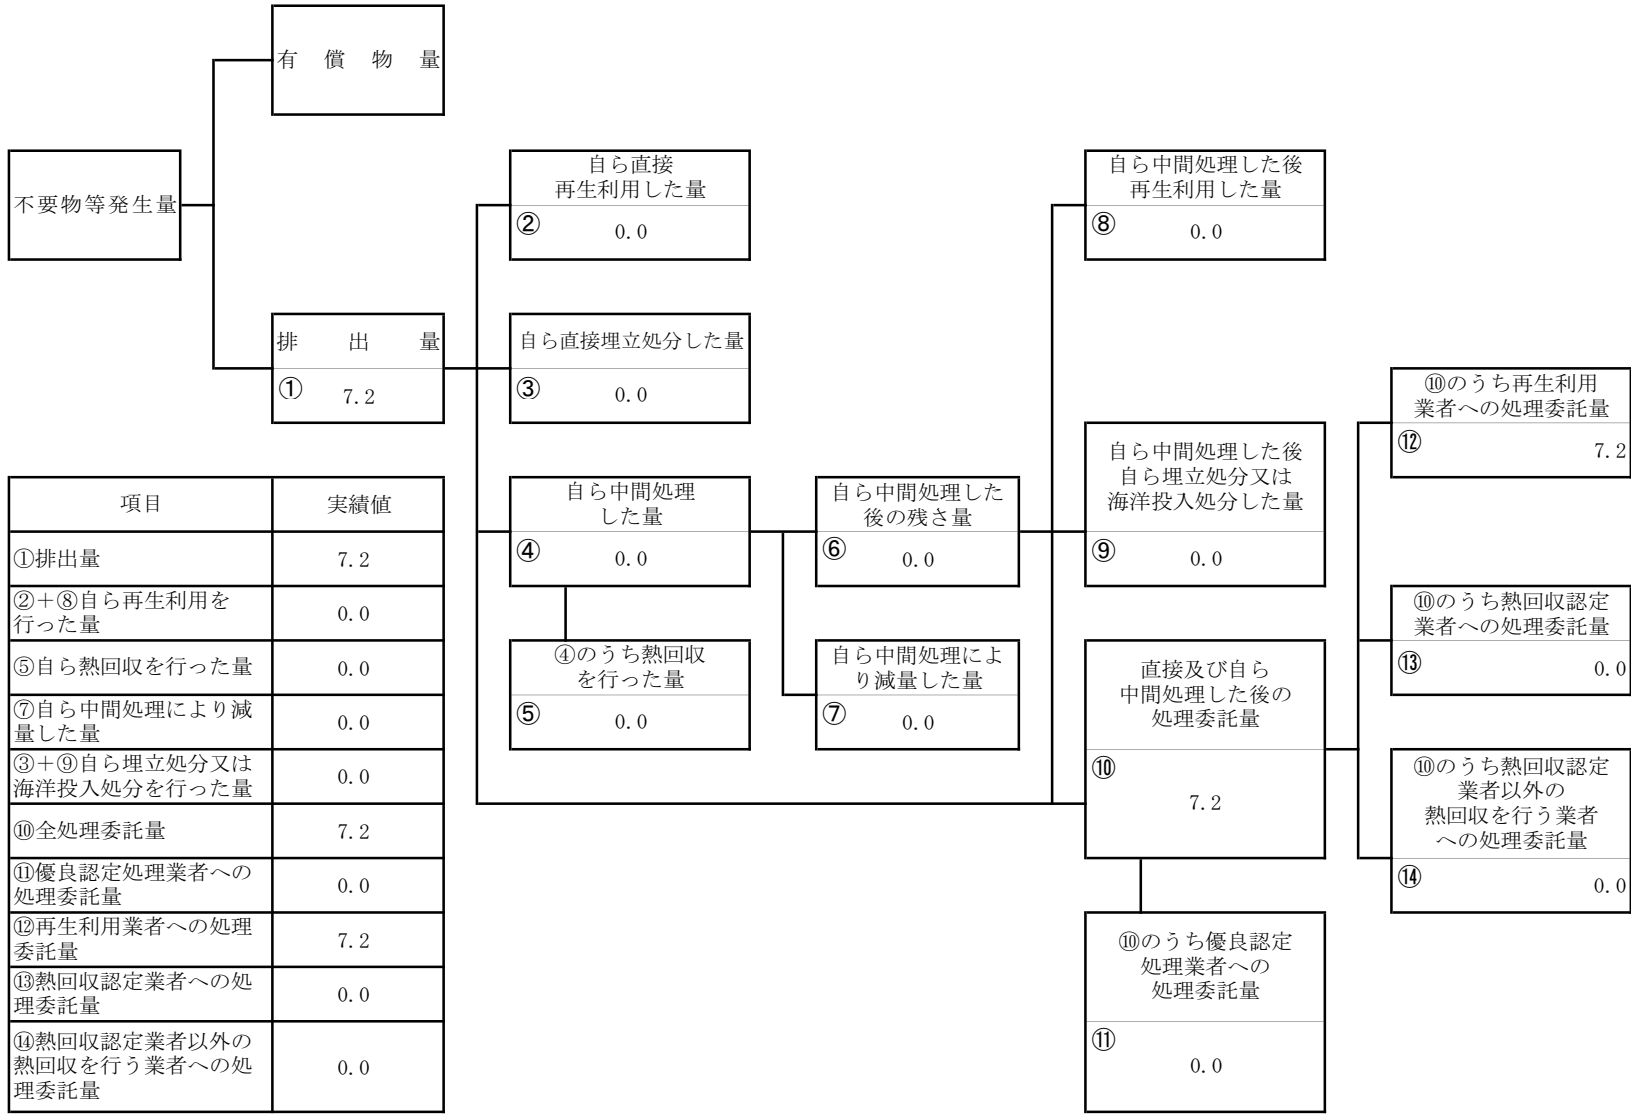 有償物量
不要物等発生量
排出量
① 7.2
自ら直接
再生利用した量
② 0.0
自ら直接埋立処分した量
③ 0.0
自ら中間処理
した量
④ 0.0
④のうち熱回収
を行った量
⑤ 0.0
自ら中間処理した
後の残さ量
⑥ 0.0
自ら中間処理によ
り減量した量
⑦ 0.0
自ら中間処理した後
再生利用した量
⑧ 0.0
自ら中間処理した後
自ら埋立処分又は
海洋投入処分した量
⑨ 0.0
直接及び自ら
中間処理した後の
処理委託量
⑩
7.2
⑩のうち優良認定
処理業者への
処理委託量
⑪
0.0
⑩のうち再生利用
業者への処理委託量
⑫ 7.2
⑩のうち熱回収認定
業者への処理委託量
⑬ 0.0
⑩のうち熱回収認定
業者以外の
熱回収を行う業者
への処理委託量
⑭ 0.0
項目 実績値
①排出量 7.2
②+⑧自ら再生利用を
行った量 0.0
⑤自ら熱回収を行った量 0.0
⑦自ら中間処理により減
量した量 0.0
③+⑨自ら埋立処分又は
海洋投入処分を行った量 0.0
⑩全処理委託量 7.2
⑪優良認定処理業者への
処理委託量 0.0
⑫再生利用業者への処理
委託量 7.2
⑬熱回収認定業者への処
理委託量 0.0
⑭熱回収認定業者以外の
熱回収を行う業者への処
理委託量 0.0